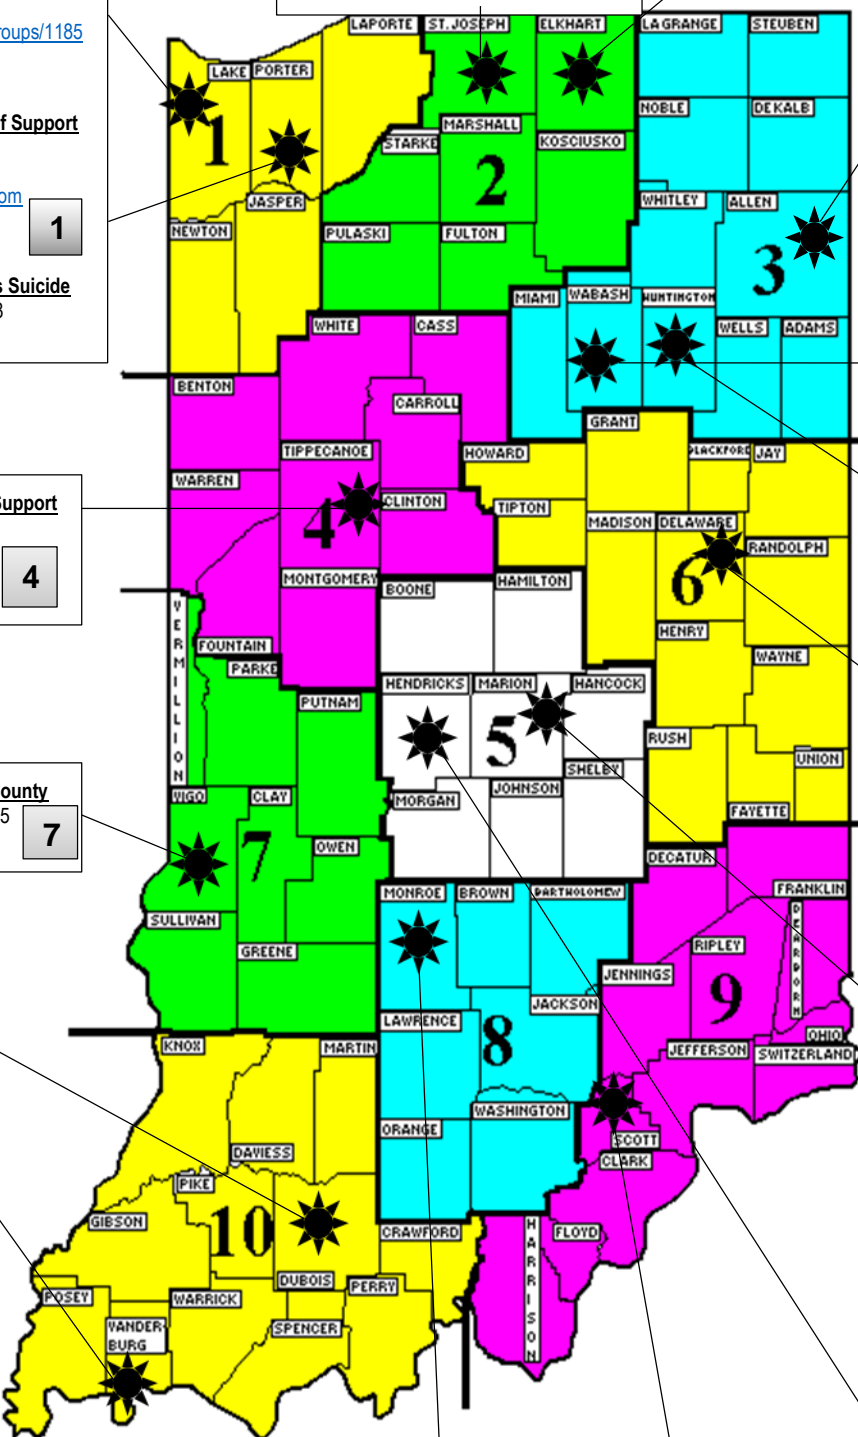 LAPORTE
ST.JOSEPH
ELKHART
LAGRANGE
STEUBEN
roups/1185
LAKE
PORTER
NOBLE
DEKALB
f Support
1
MARSHALL
STARKE
KOSCIUSKO
2
om
JASPER
WHITLEY
ALLEN
1
NEWTON
PULASKI
FULTON
3
s Suicide
3
MIAMI
WABASH
HUNTINGTON
WHITE
CASS
WELLS
ADAMS
BENTON
CARROLL
GRANT
TIPPECANOE
HOWARD
BLACKFORD
JAY
WARREN
Support
CLINTON
TIPTON
4
MADISON
DELAWARE
RANDOLPH
4
MONTGOMERY
BOONE
HAMILTON
6
VERMILLION
HENRY
FOUNTAIN
PARKE
WAYNE
HENDRICKS
MARION
HANCOCK
PUTNAM
5
RUSH
UNION
SHELBY
ounty
5
7
VIGO
CLAY
MORGAN
JOHNSON
FAYETTE
7
OWEN
DECATUR
MONROE
BROWN
BARTHOLOMEW
FRANKLIN
SULLIVAN
DEARBORN
GREENE
RIPLEY
JENNINGS
9
JACKSON
LAWRENCE
8
OHIO
KNOX
MARTIN
JEFFERSON
SWITZERLAND
WASHINGTON
ORANGE
SCOTT
DAVIESS
CLARK
PIKE
GIBSON
10
CRAWFORD
HARRISON
FLOYD
DUBOIS
PERRY
POSEY
WARRICK
VANDER-
BURG
SPENCER